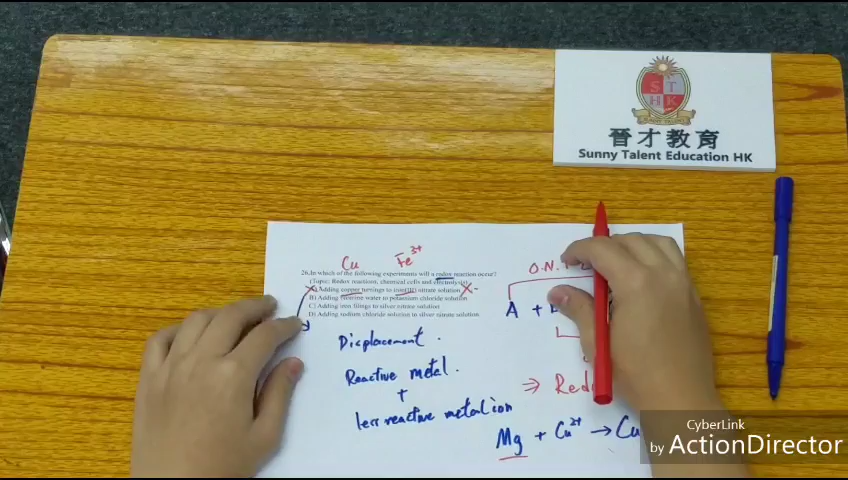 晉才教育
Sunny Talent Education HK
Cu Fe3+
26.In which of the following experiments will a redox reaction occur?
(Topic: Redox reactions, chemical cells and electrolysis)
A) Adding copper turnings to iron(III) nitrate solution X
B) Adding chlorine water to potassium chloride solution
C) Adding iron filings to silver nitrate solution
D) Adding sodium chloride solution in silver nitrate solution
O.N.
A +
Displacement.
Reactive metal.
+
less reactive metal ion
⇒ Red
Mg + Cu2+ → Cu
CyberLink
by ActionDirector